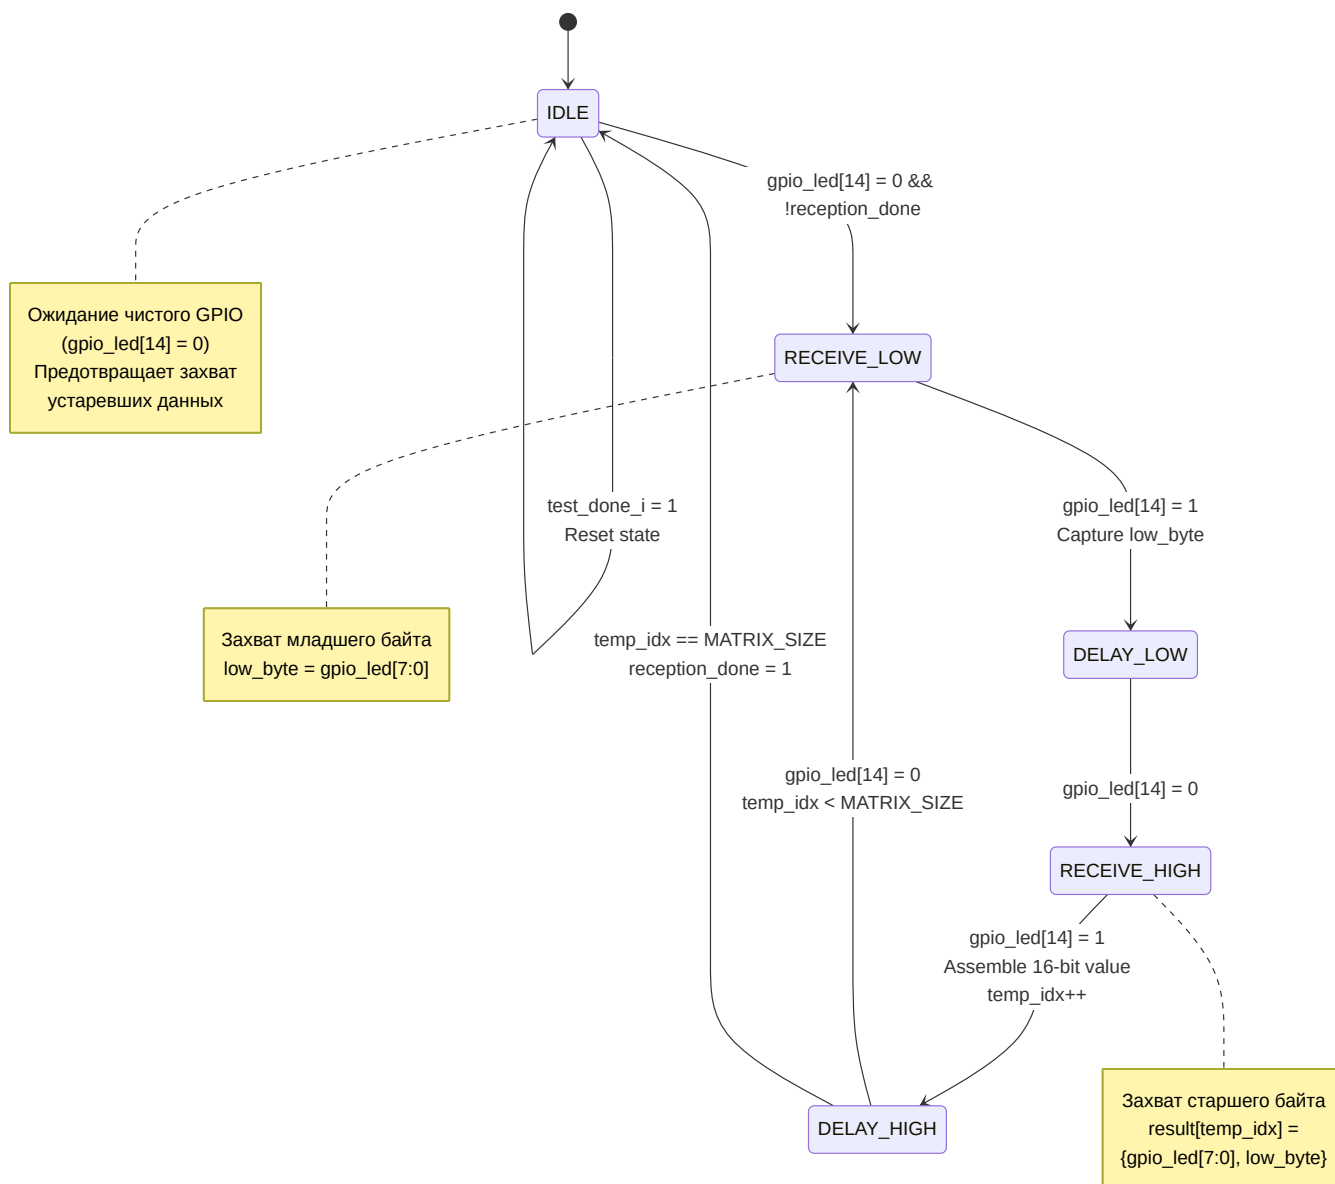 IDLE
gpio_led[14] = 0 &&
!reception_done
Ожидание чистого GPIO
(gpio_led[14] = 0)
Предотвращает захват
устаревших данных
RECEIVE_LOW
test_done_i = 1
Reset state
gpio_led[14] = 1
Capture low_byte
Захват младшего байта
low_byte = gpio_led[7:0]
temp_idx == MATRIX_SIZE
reception_done = 1
DELAY_LOW
gpio_led[14] = 0
temp_idx < MATRIX_SIZE
gpio_led[14] = 0
RECEIVE_HIGH
gpio_led[14] = 1
Assemble 16-bit value
temp_idx++
DELAY_HIGH
Захват старшего байта
result[temp_idx] =
{gpio_led[7:0], low_byte}